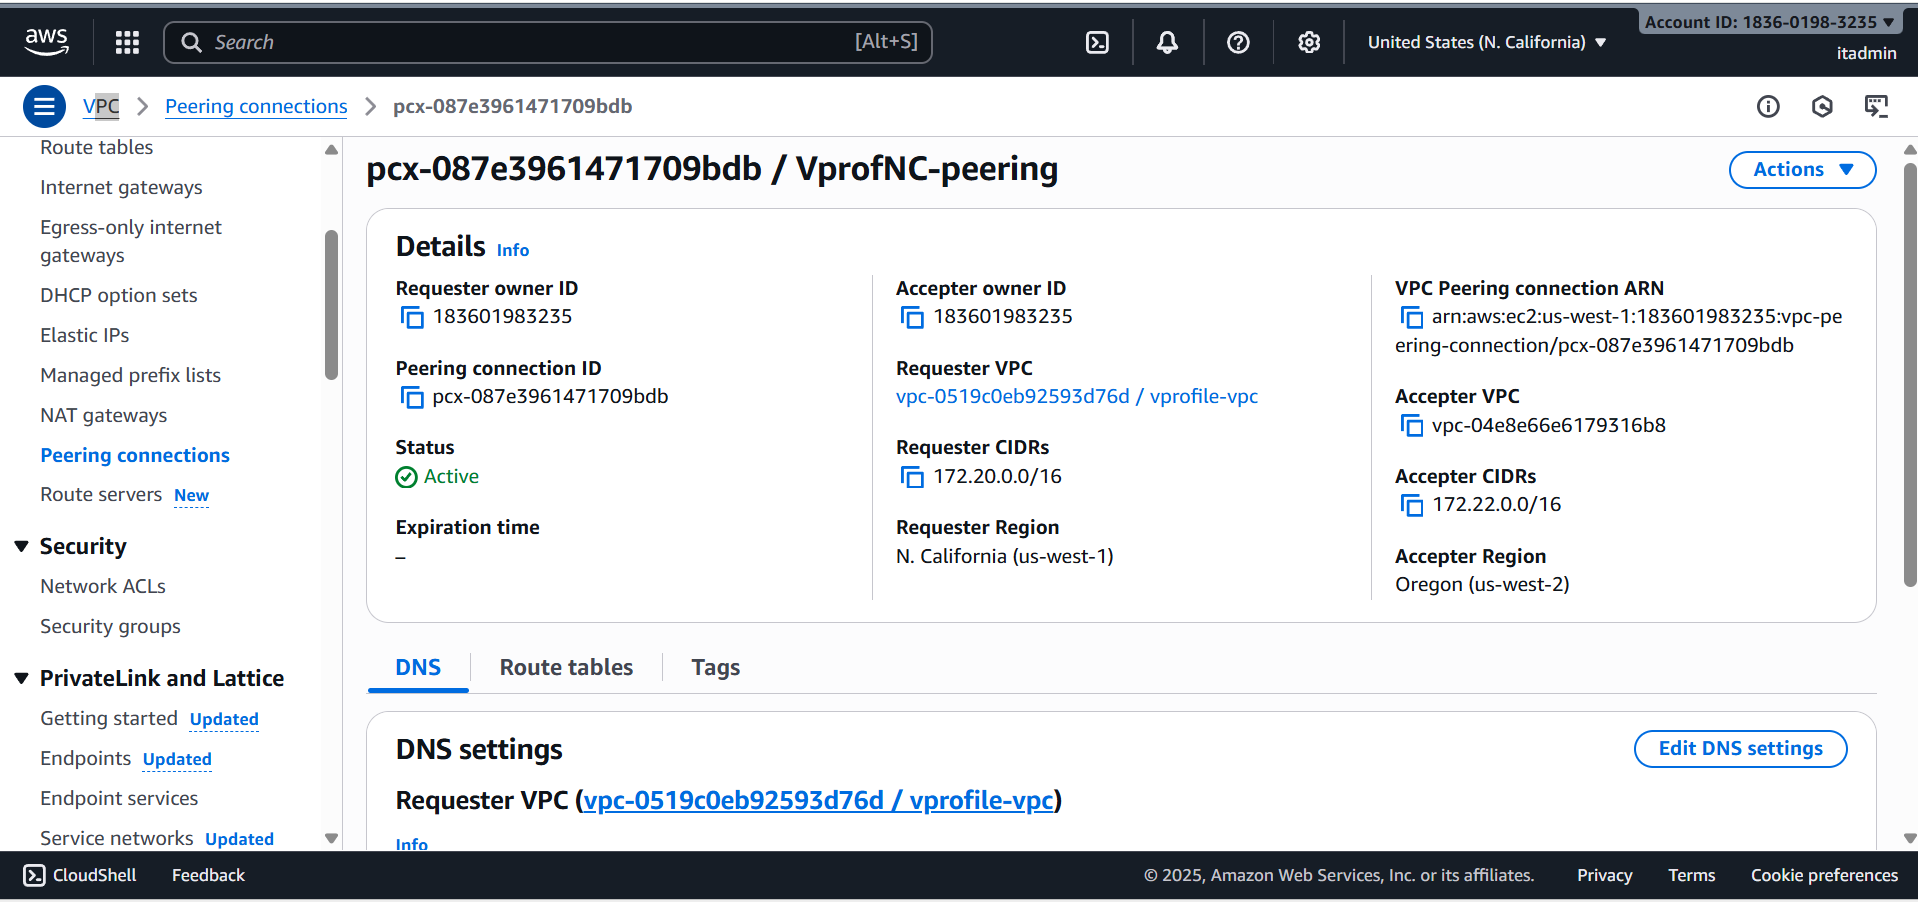 aws
Search
[Alt+S]
United States (N. California) ▼
Account ID: 1836-0198-3235 ▼
itadmin
VPC > Peering connections > pcx-087e3961471709bdb
Route tables
Internet gateways
Egress-only internet
gateways
DHCP option sets
Elastic IPs
Managed prefix lists
NAT gateways
Peering connections
Route servers New
Security
Network ACLs
Security groups
PrivateLink and Lattice
Getting started Updated
Endpoints Updated
Endpoint services
Service networks Updated
pcx-087e3961471709bdb / VprofNC-peering
Actions ▼
Details Info
Requester owner ID
183601983235
Peering connection ID
pcx-087e3961471709bdb
Status
Active
Expiration time
–
Accepter owner ID
183601983235
Requester VPC
vpc-0519c0eb92593d76d / vprofile-vpc
Requester CIDRs
172.20.0.0/16
Requester Region
N. California (us-west-1)
VPC Peering connection ARN
arn:aws:ec2:us-west-1:183601983235:vpc-pe
ering-connection/pcx-087e3961471709bdb
Accepter VPC
vpc-04e8e66e6179316b8
Accepter CIDRs
172.22.0.0/16
Accepter Region
Oregon (us-west-2)
DNS
Route tables
Tags
DNS settings
Edit DNS settings
Requester VPC (vpc-0519c0eb92593d76d / vprofile-vpc)
Info
CloudShell
Feedback
© 2025, Amazon Web Services, Inc. or its affiliates.
Privacy
Terms
Cookie preferences